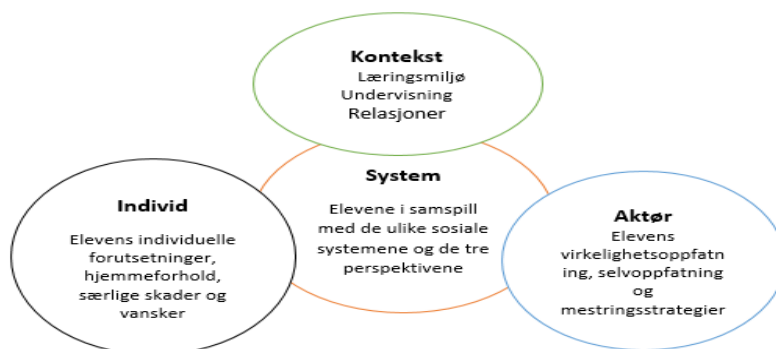 Kontekst
Læringsmiljø
Undervisning
Relasjoner
System
Elevene i samspill
med de ulike sosiale
systemene og de tre
perspektivene
Individ
Elevens individuelle
forutsetninger,
hjemmeforhold,
særlige skader og
vansker
Aktør
Elevens
virkelighetsoppfatn
ing, selvoppfatning
og
mestringsstrategier